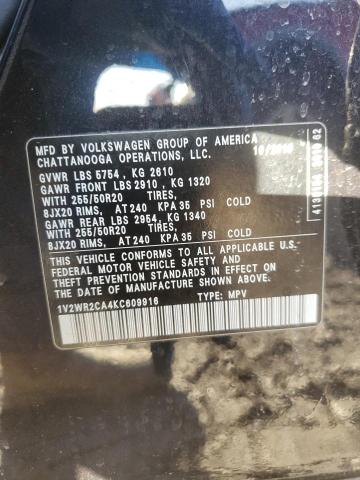 MFD BY VOLKSWAGEN GROUP OF AMERICA
CHATTANOOGA OPERATIONS, LLC.
GVWR LBS 5754, KG 2610
GAWR FRONT LBS 2910, KG 1320
WITH 255/50R20 TIRES,
8JX20 RIMS, AT240 KPA 35 PSI COLD
GAWR REAR LBS 2954, KG 1340
WITH 255/50R20 TIRES,
8JX20 RIMS, AT240 KPA 35 PSI COLD
THIS VEHICLE CONFORMS TO ALL APPLICABLE U.S.
FEDERAL MOTOR VEHICLE SAFETY AND
THEFT PREVENTION STANDARDS IN EFFECT ON
THE DATE OF MANUFACTURE SHOWN ABOVE.
1V2WR2CA4KC609916 TYPE: MPV